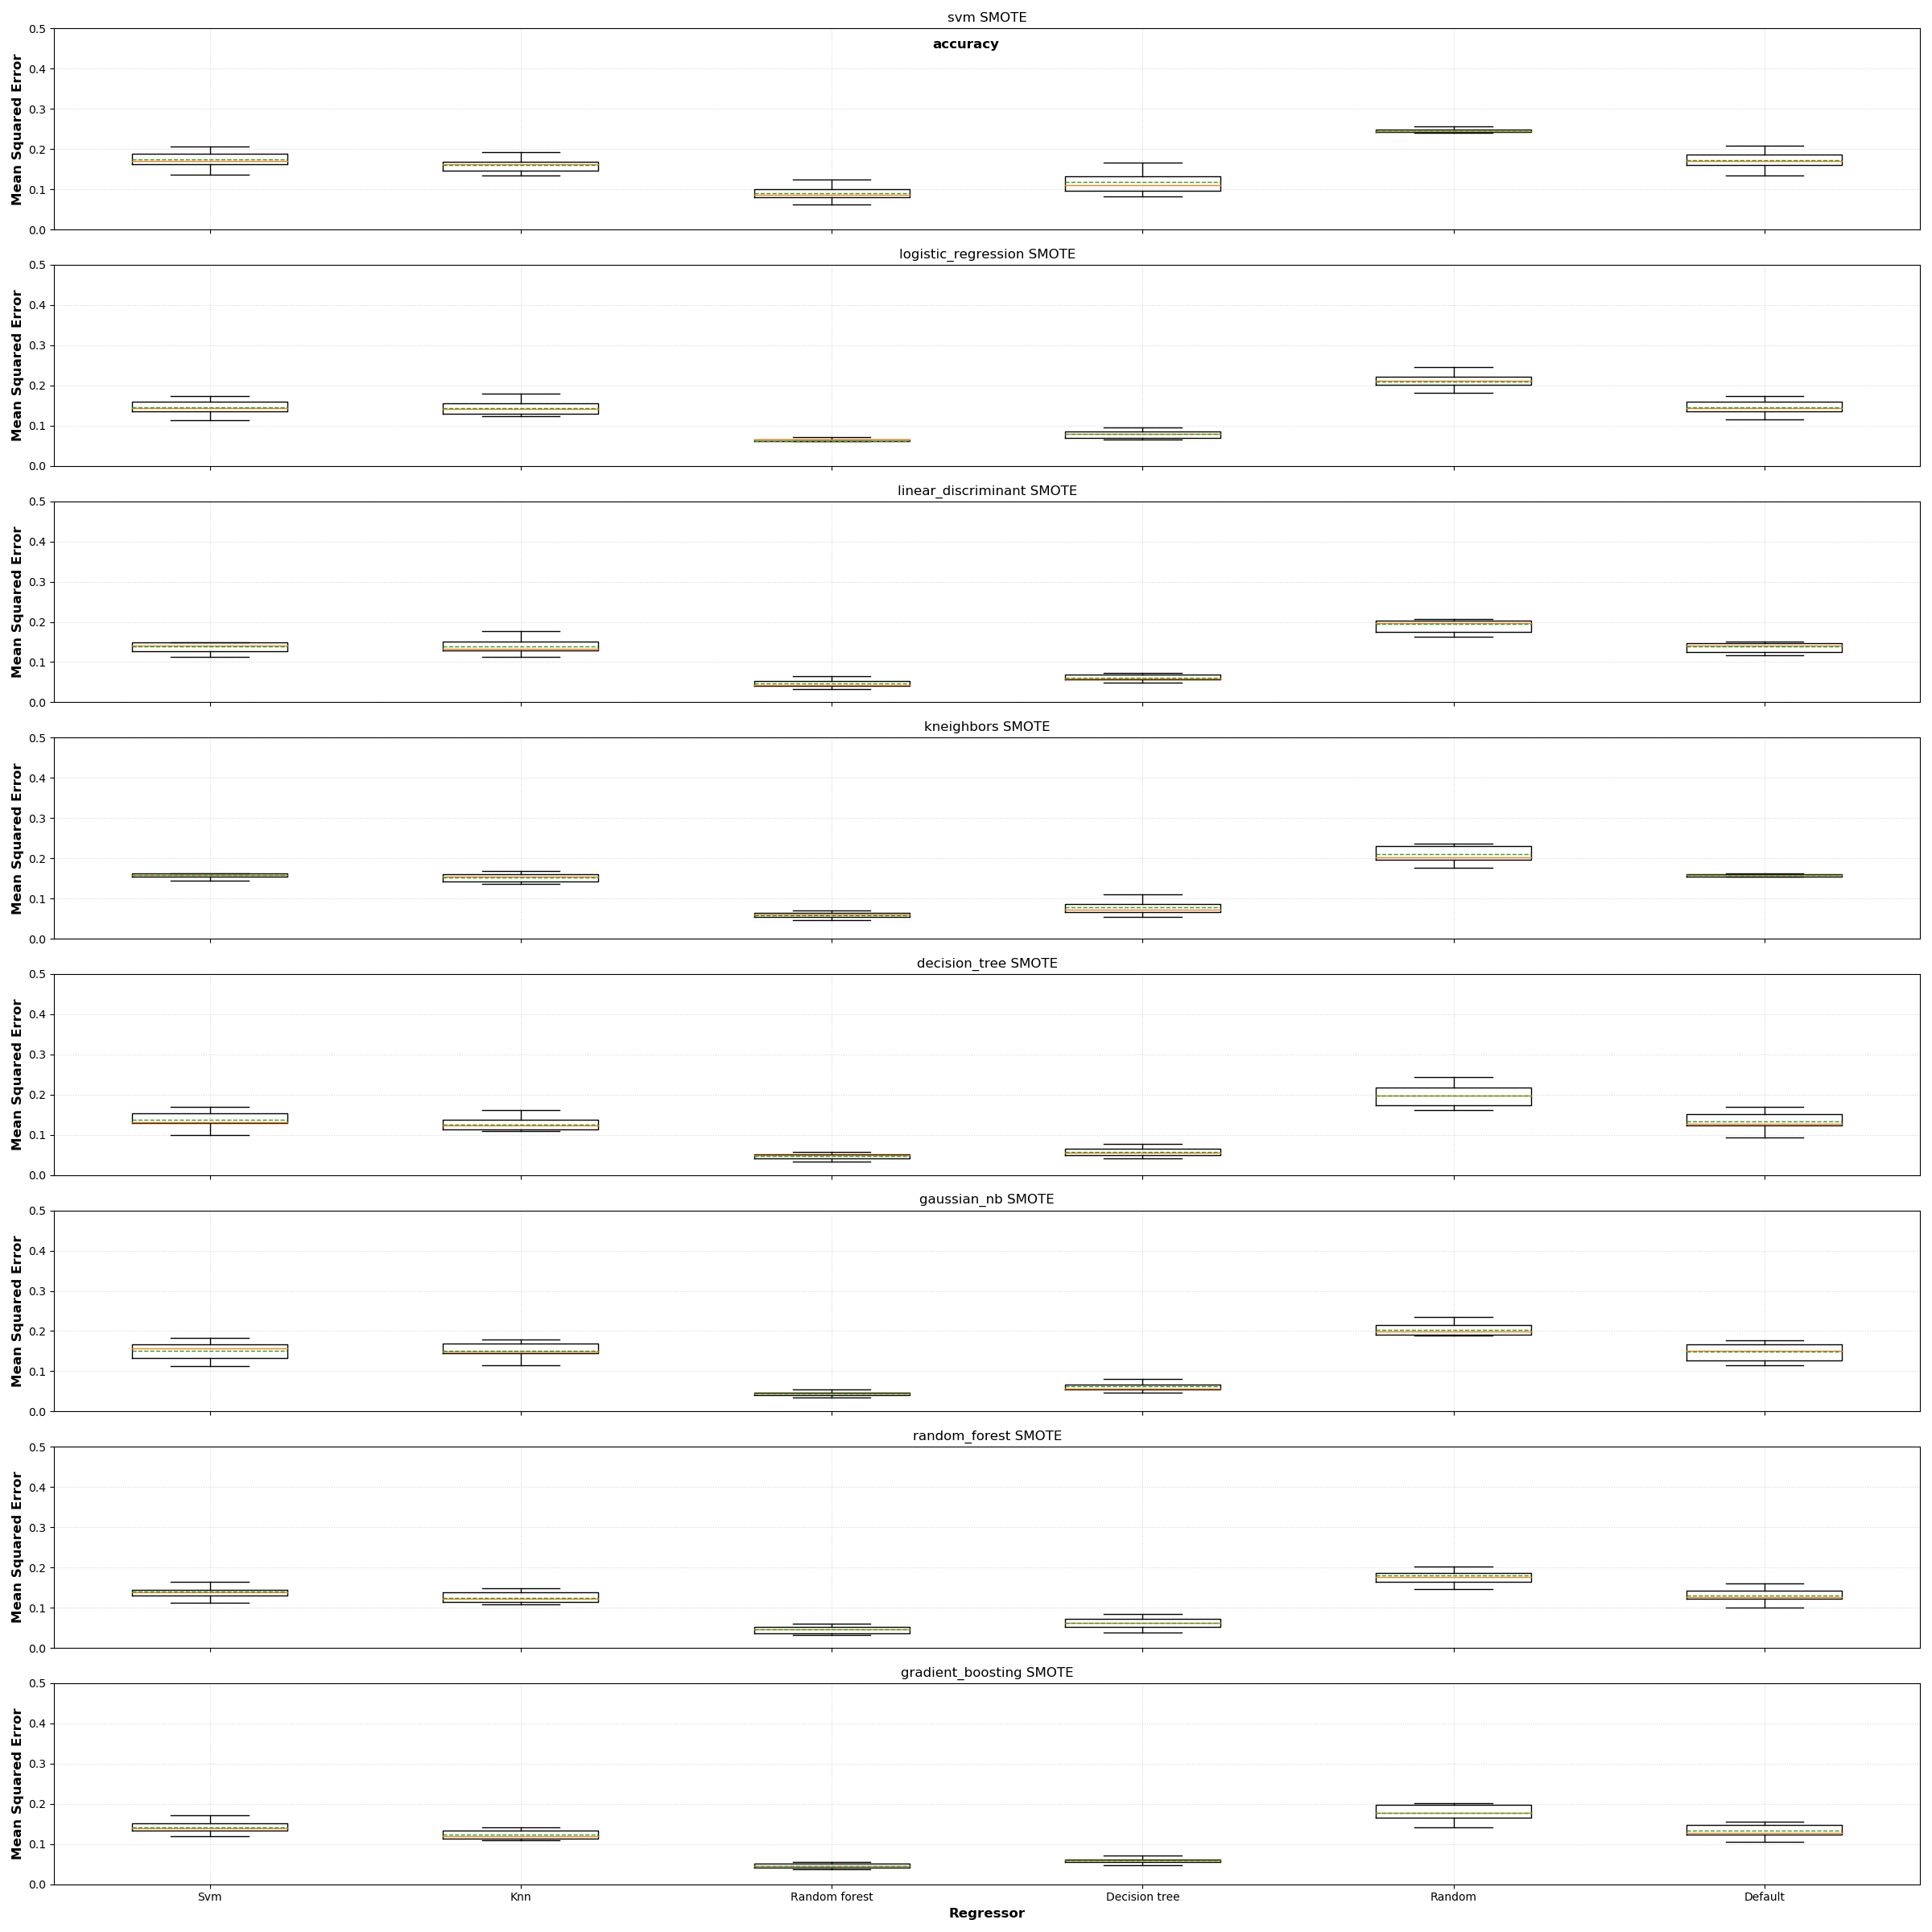 svm SMOTE
accuracy
Mean Squared Error
0.5
0.4
0.3
0.2
0.1
0.0
logistic_regression SMOTE
Mean Squared Error
0.5
0.4
0.3
0.2
0.1
0.0
linear_discriminant SMOTE
Mean Squared Error
0.5
0.4
0.3
0.2
0.1
0.0
kneighbors SMOTE
Mean Squared Error
0.5
0.4
0.3
0.2
0.1
0.0
decision_tree SMOTE
Mean Squared Error
0.5
0.4
0.3
0.2
0.1
0.0
gaussian_nb SMOTE
Mean Squared Error
0.5
0.4
0.3
0.2
0.1
0.0
random_forest SMOTE
Mean Squared Error
0.5
0.4
0.3
0.2
0.1
0.0
gradient_boosting SMOTE
Mean Squared Error
0.5
0.4
0.3
0.2
0.1
0.0
Svm Knn Random forest Decision tree Random Default
Regressor